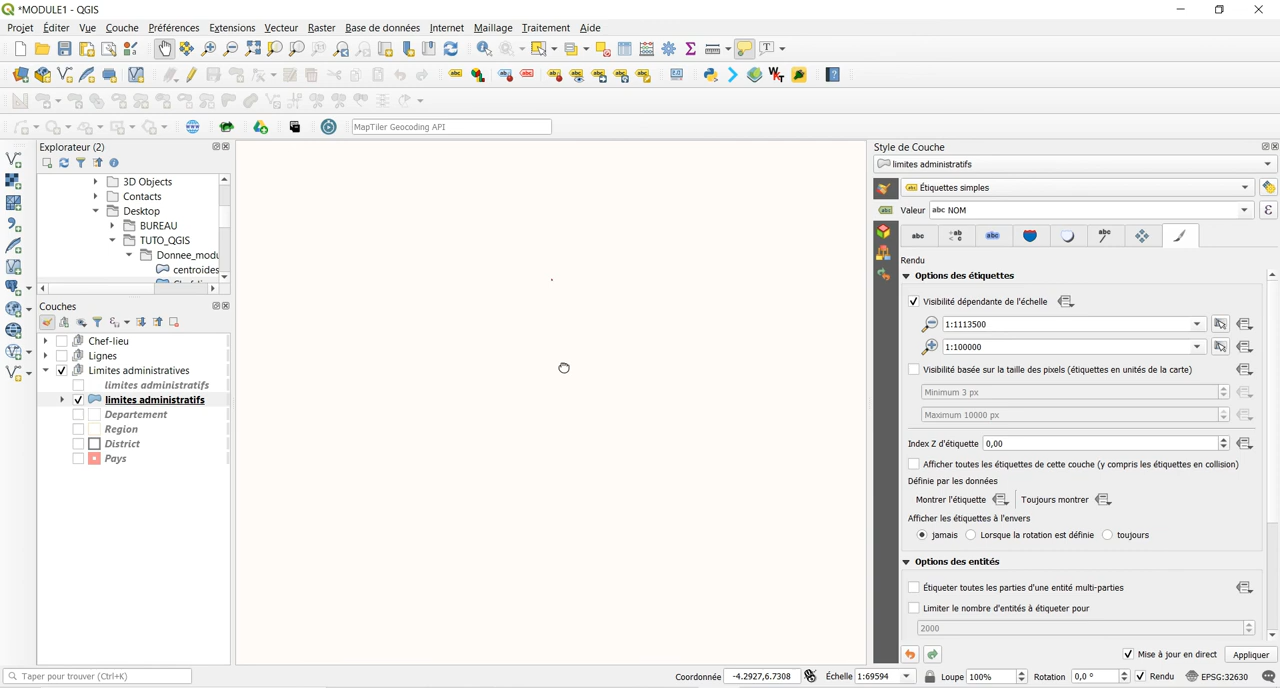 *MODULE1 - QGIS
Projet Éditer Vue Couche Préférences Extensions Vecteur Raster Base de données Internet Maillage Traitement Aide
MapTiler Geocoding API
Explorateur (2)
3D Objects
Contacts
Desktop
BUREAU
TUTO_QGIS
Donnee_modu
centroides
Couches
Chef-lieu
Lignes
Limites administratives
limites administratifs
limites administratifs
Departement
Region
District
Pays
Style de Couche
limites administratifs
Étiquettes simples
Valeur abc NOM
Rendu
Options des étiquettes
Visibilité dépendante de l'échelle
1:1113500
1:100000
Visibilité basée sur la taille des pixels (étiquettes en unités de la carte)
Minimum 3 px
Maximum 10000 px
Index Z d'étiquette 0,00
Afficher toutes les étiquettes de cette couche (y compris les étiquettes en collision)
Définie par les données
Montrer l'étiquette Toujours montrer
Afficher les étiquettes à l'envers
jamais Lorsque la rotation est définie toujours
Options des entités
Étiqueter toutes les parties d'une entité multi-parties
Limiter le nombre d'entités à étiqueter pour
2000
Mise à jour en direct Appliquer
Taper pour trouver (Ctrl+K) Coordonnée -4.2927,6.7308 Échelle 1:69594 Loupe 100% Rotation 0,0 ° Rendu EPSG:32630